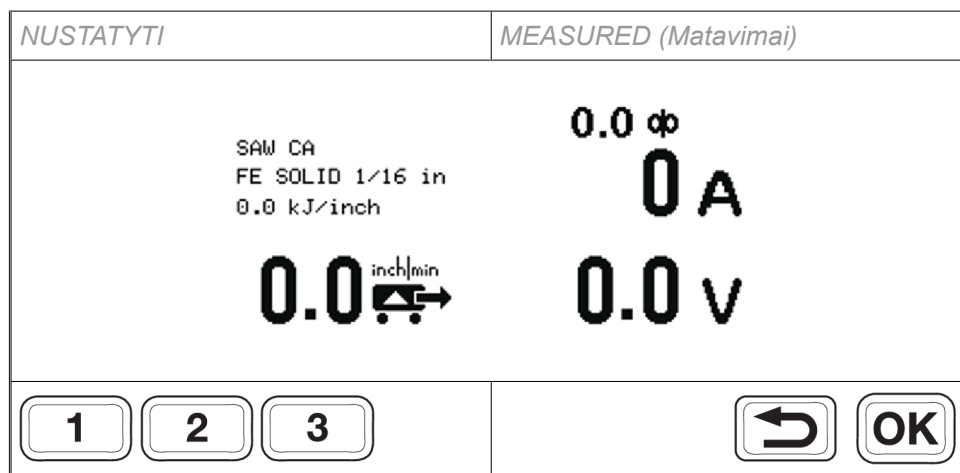 NUSTATYTI
MEASURED (Matavimai)
SAW CA
FE SOLID 1/16 in
0.0 kJ/inch
0.0 inch/min
0.0
0 A
0.0 V
1 2 3 OK